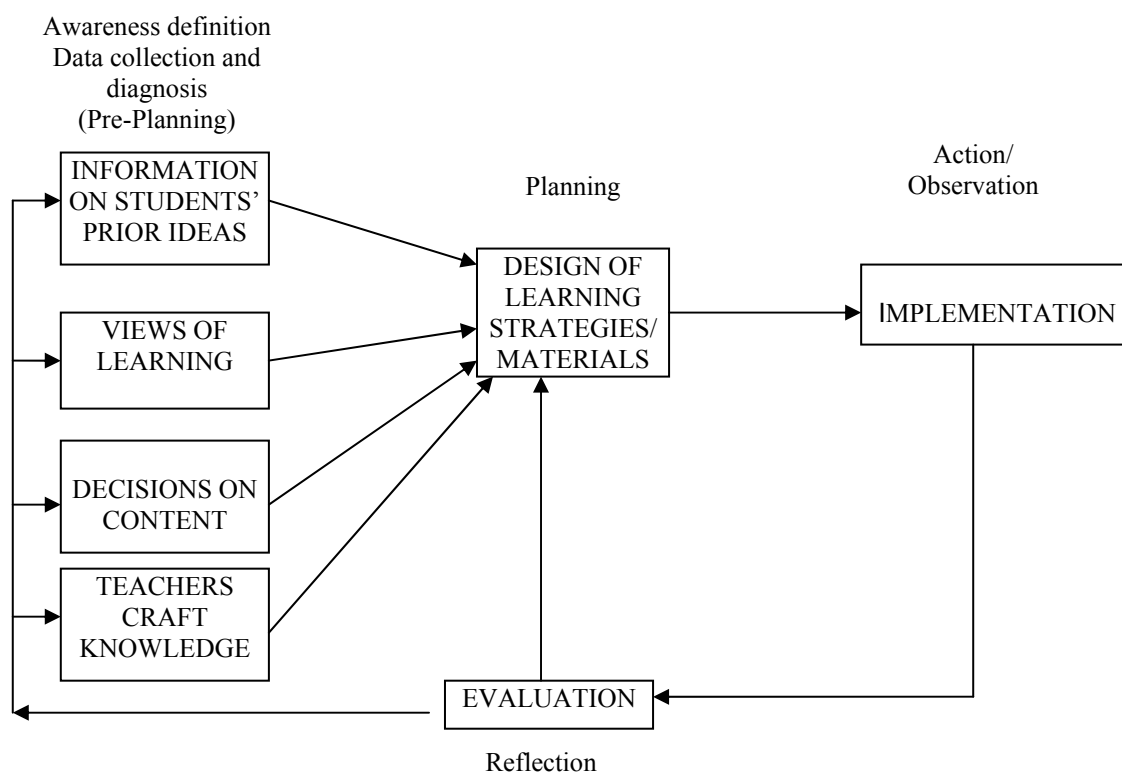 Awareness definition
Data collection and
diagnosis
(Pre-Planning)
INFORMATION
ON STUDENTS’
PRIOR IDEAS
VIEWS OF
LEARNING
DECISIONS ON
CONTENT
TEACHERS
CRAFT
KNOWLEDGE
Planning
DESIGN OF
LEARNING
STRATEGIES/
MATERIALS
Action/
Observation
IMPLEMENTATION
EVALUATION
Reflection